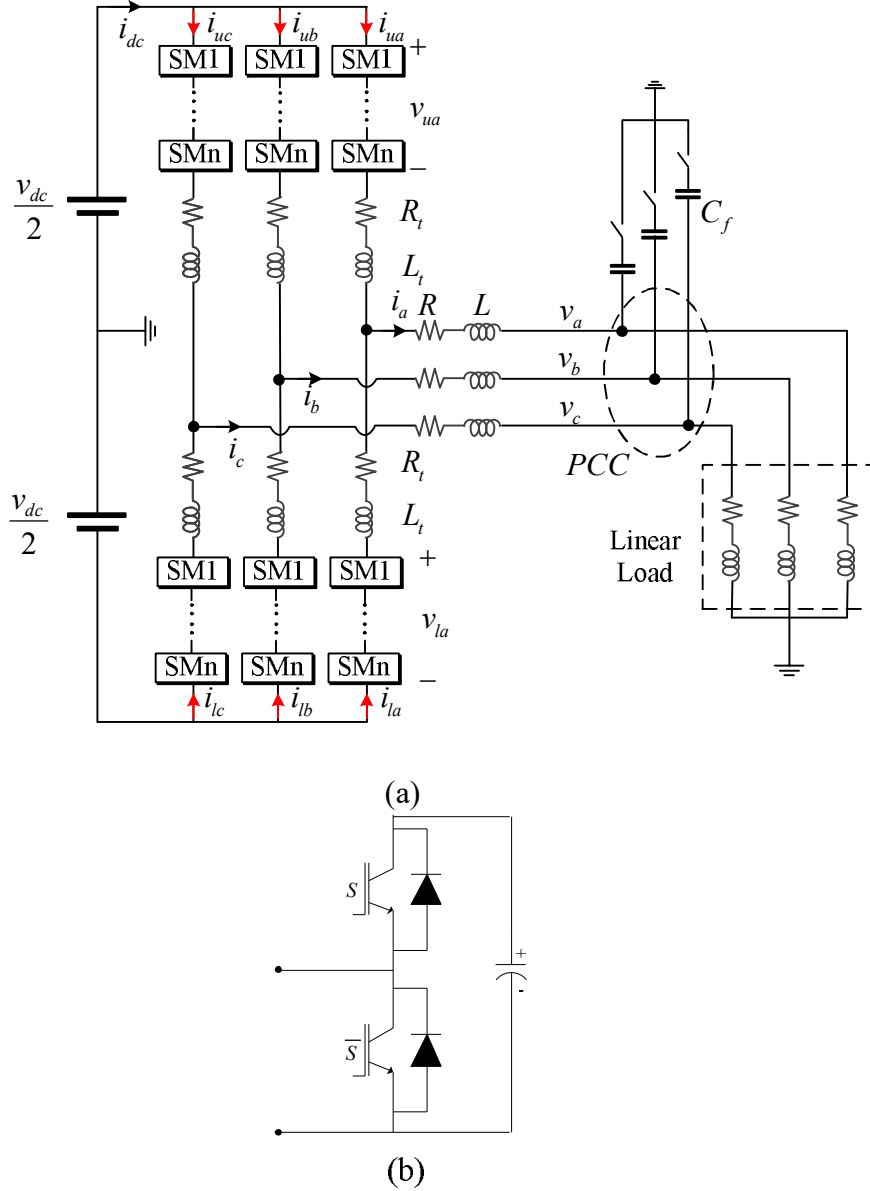 i_dc i_uc i_ub i_ua
SM1 SM1 SM1 +
v_ua
SMn SMn SMn −
v_dc/2
R_t
C_f
L_t
i_a R L v_a
i_b v_b
i_c v_c
R_t PCC
v_dc/2
L_t
Linear
Load
SM1 SM1 SM1 +
v_la
SMn SMn SMn −
i_lc i_lb i_la
(a)
S
+
-
S̅
(b)